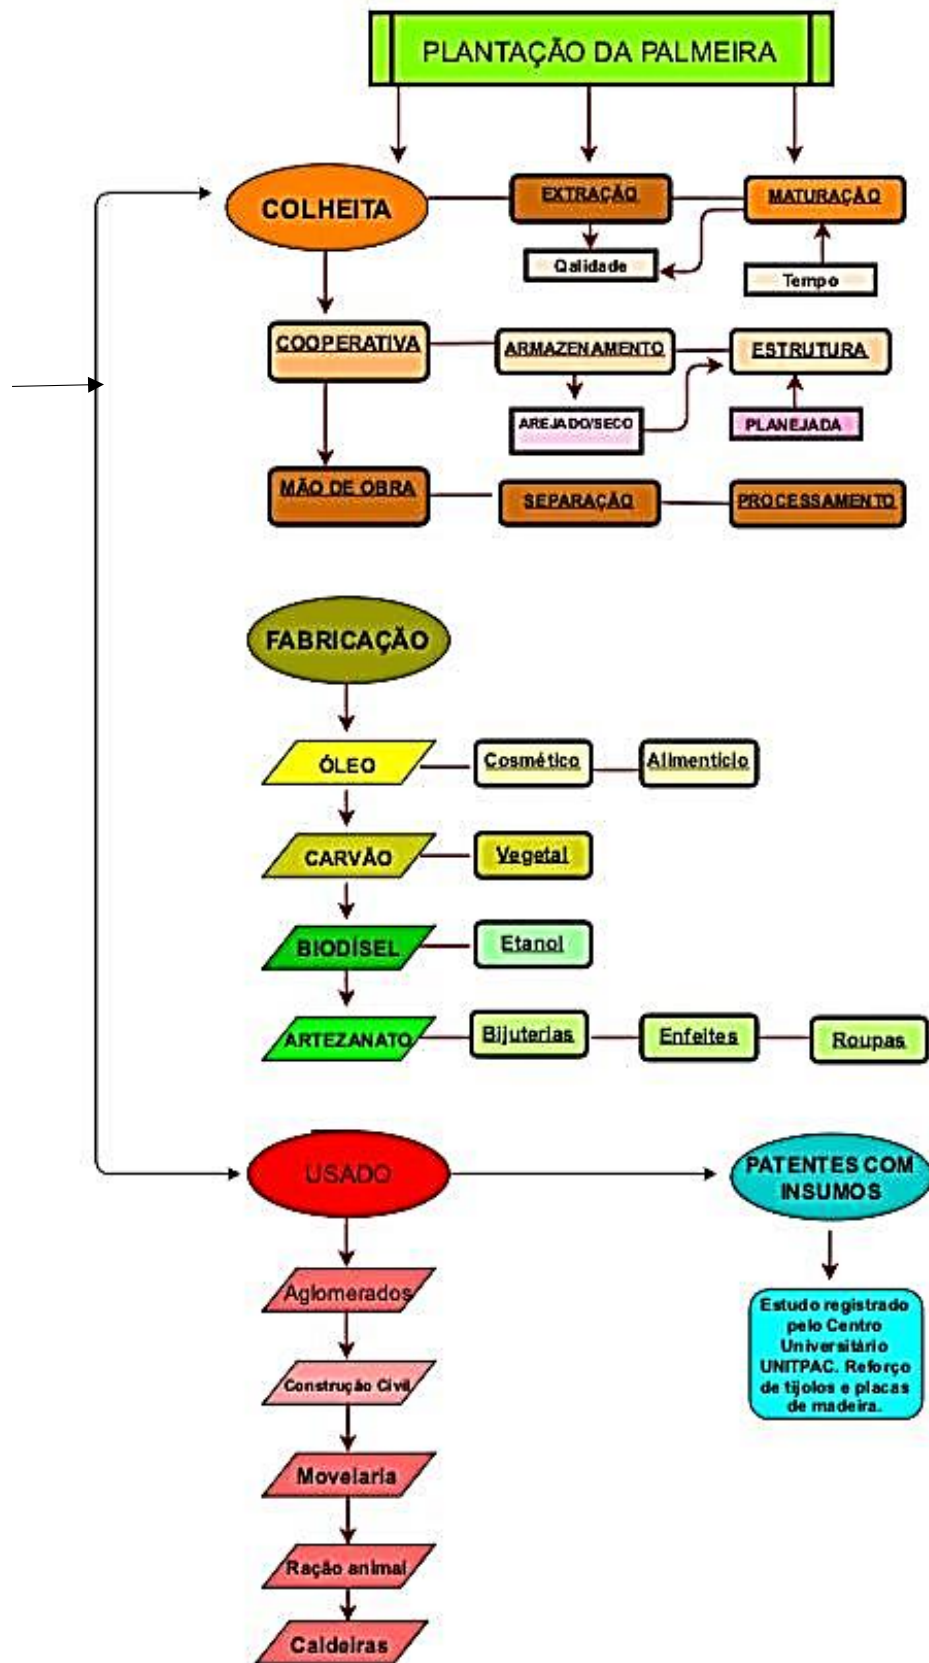 PLANTAÇÃO DA PALMEIRA
COLHEITA
EXTRAÇÃO
MATURAÇÃO
Qalidade
Tempo
COOPERATIVA
ARMAZENAMENTO
ESTRUTURA
AREJADO/SECO
PLANEJADA
MÃO DE OBRA
SEPARAÇÃO
PROCESSAMENTO
FABRICAÇÃO
ÓLEO
Cosmético
Alimentício
CARVÃO
Vegetal
BIODÍSEL
Etanol
ARTEZANATO
Bijuterias
Enfeites
Roupas
USADO
PATENTES COM
INSUMOS
Aglomerados
Estudo registrado
pelo Centro
Universitário
UNITPAC. Reforço
de tijolos e placas
de madeira.
Construção Civil
Movelaria
Ração animal
Caldeiras